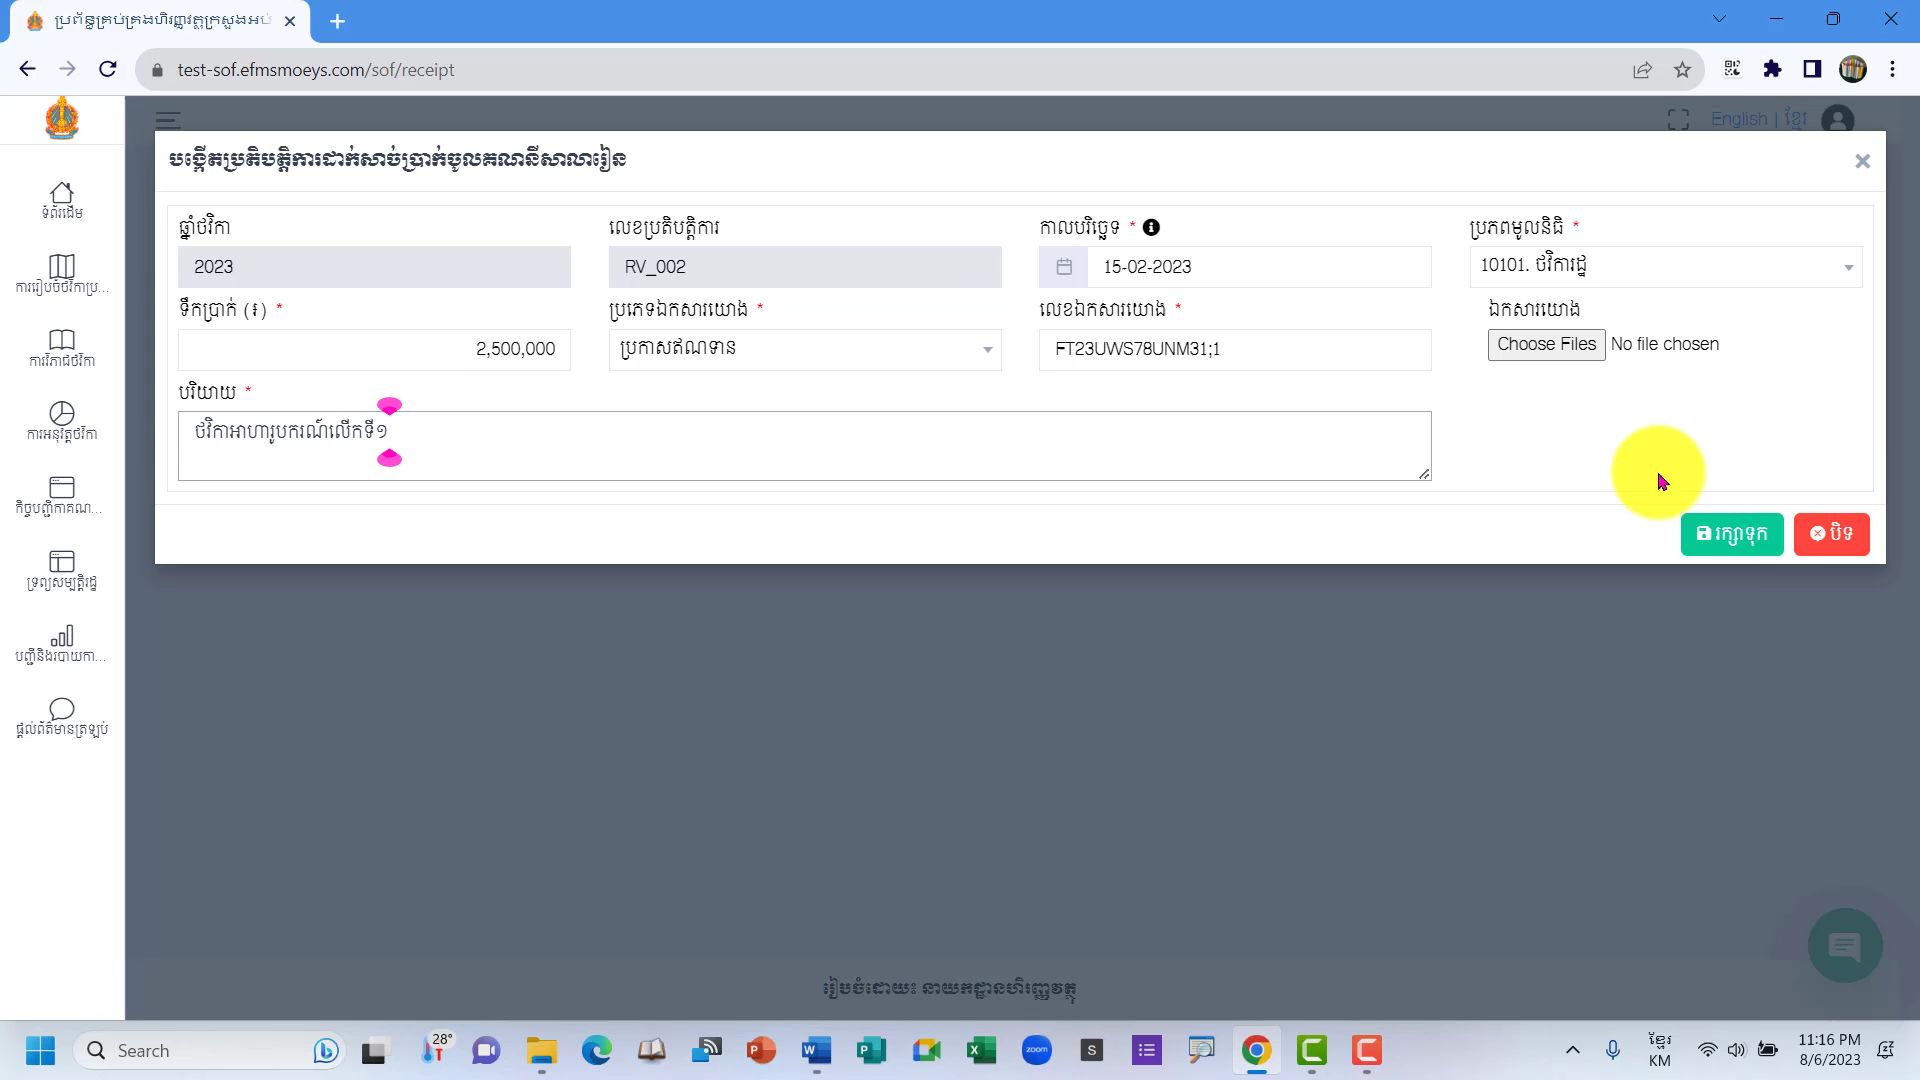 ប្រព័ន្ធគ្រប់គ្រងហិរញ្ញវត្ថុក្រសួងអប់
test-sof.efmsmoeys.com/sof/receipt
English | ខ្មែរ
បង្កើតប្រតិបត្តិការដាក់សាច់ប្រាក់ចូលគណនីសាលារៀន
ឆ្នាំថវិកា
លេខប្រតិបត្តិការ
កាលបរិច្ឆេទ *
ប្រភពមូលនិធិ *
2023
RV_002
15-02-2023
10101. ថវិការដ្ឋ
ទឹកប្រាក់ (៛) *
ប្រភេទឯកសារយោង *
លេខឯកសារយោង *
ឯកសារយោង
2,500,000
ប្រកាសឥណទាន
FT23UWS78UNM31;1
Choose Files No file chosen
បរិយាយ *
ថវិកាអាហារូបករណ៍លើកទី១
រក្សាទុក
បិទ
ទំព័រដើម
ការរៀបចំថវិកាប្រ...
ការវិភាជថវិកា
ការអនុវត្តថវិកា
កិច្ចបញ្ជិកាគណ...
ទ្រព្យសម្បត្តិរដ្ឋ
បញ្ជីនិងរបាយកា...
ផ្ដល់ព័ត៌មានត្រឡប់
រៀបចំដោយ៖ នាយកដ្ឋានហិរញ្ញវត្ថុ
Search
28°
zoom
ខ្មែរ
KM
11:16 PM
8/6/2023